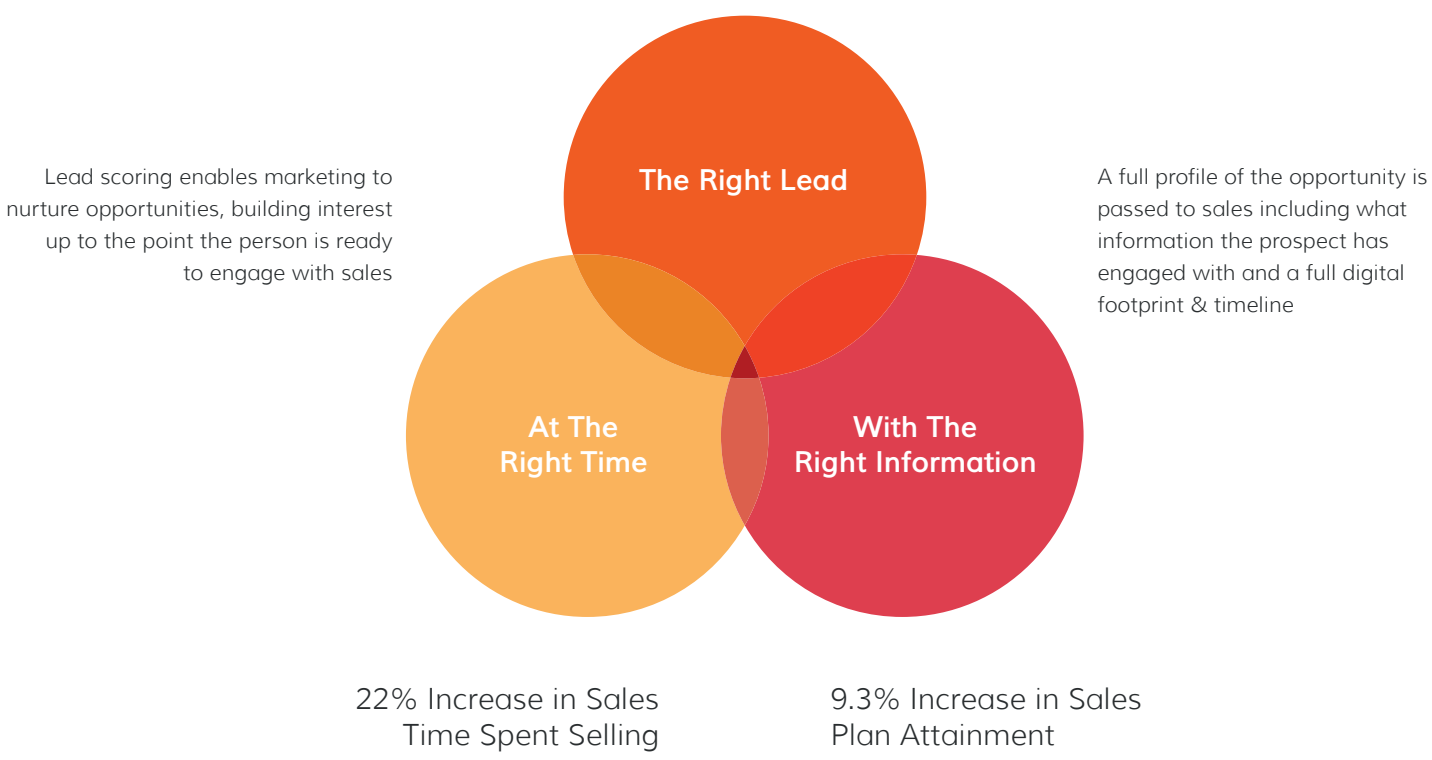 The Right Lead
Lead scoring enables marketing to
nurture opportunities, building interest
up to the point the person is ready
to engage with sales
A full profile of the opportunity is
passed to sales including what
information the prospect has
engaged with and a full digital
footprint & timeline
At The
Right Time
With The
Right Information
22% Increase in Sales
Time Spent Selling
9.3% Increase in Sales
Plan Attainment